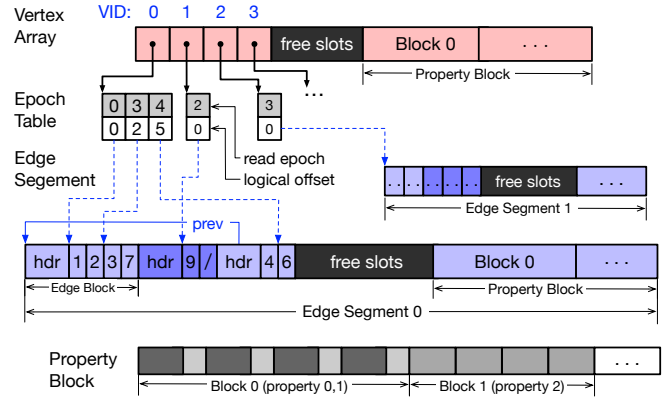 Vertex Array
VID: 0 1 2 3
free slots
Block 0
. . .
Property Block
...
Epoch Table
0 3 4
0 2 5
2
0
3
0
read epoch
logical offset
Edge Segement
. . . . . . . . . .
free slots
. . .
Edge Segment 1
prev
hdr 1 2 3 7 hdr 9 / hdr 4 6
free slots
Block 0
. . .
Edge Block
Property Block
Edge Segment 0
Property Block
. . .
Block 0 (property 0,1)
Block 1 (property 2)